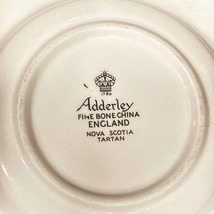 Adderley
FINE BONE CHINA
ENGLAND
NOVA SCOTIA
TARTAN